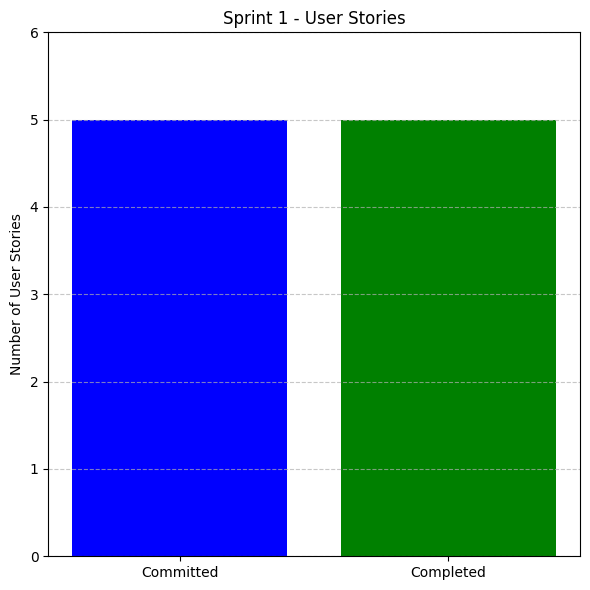 Sprint 1 - User Stories
Number of User Stories
6
5
4
3
2
1
0
Committed
Completed